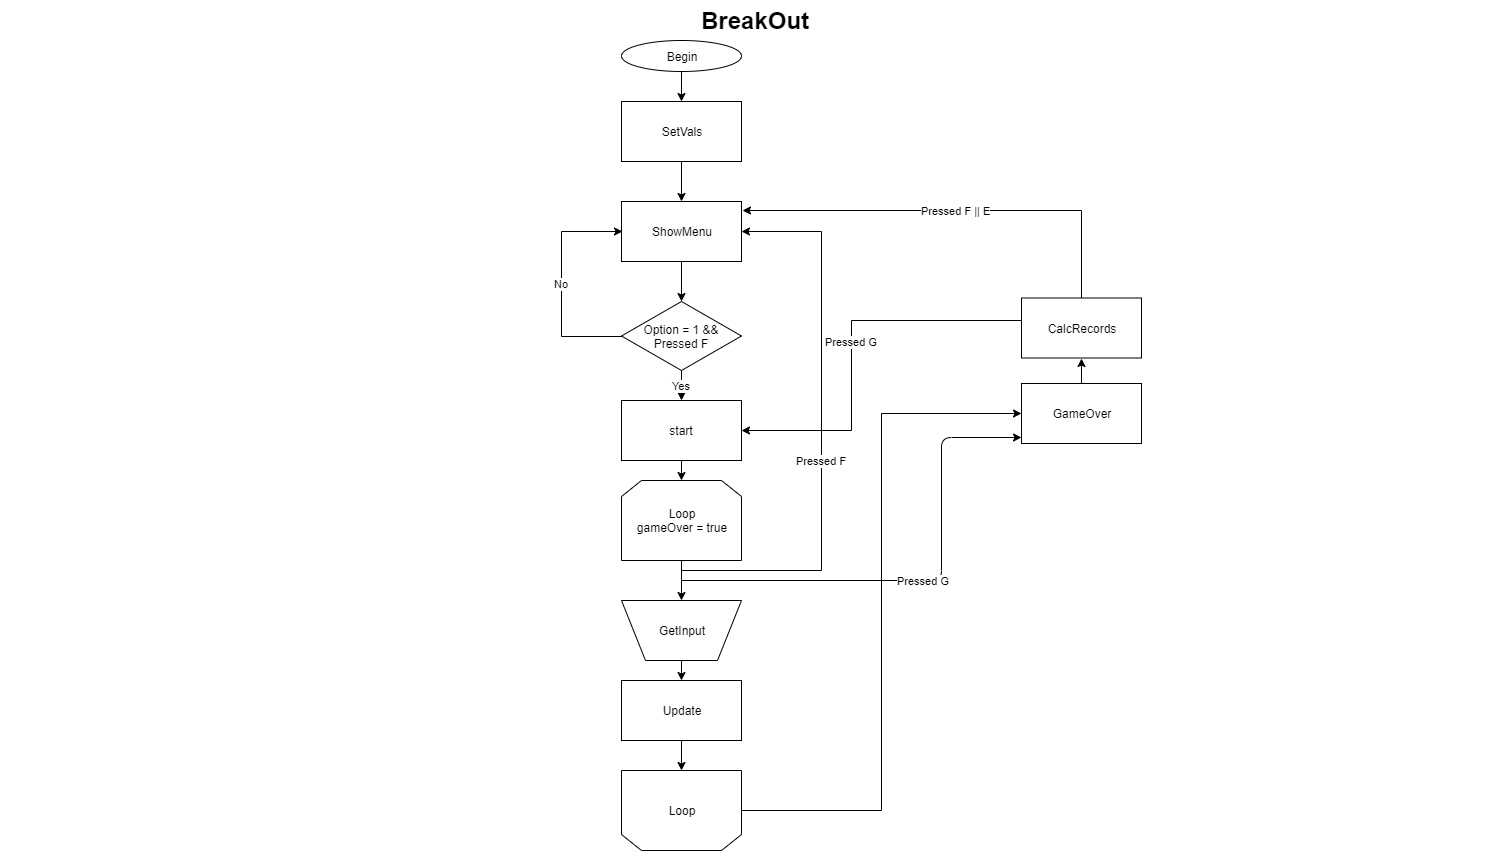 BreakOut
Begin
SetVals
ShowMenu
Pressed F || E
No
Option = 1 &&
Pressed F
CalcRecords
Pressed G
Yes
start
GameOver
Pressed F
Loop
gameOver = true
Pressed G
GetInput
Update
Loop